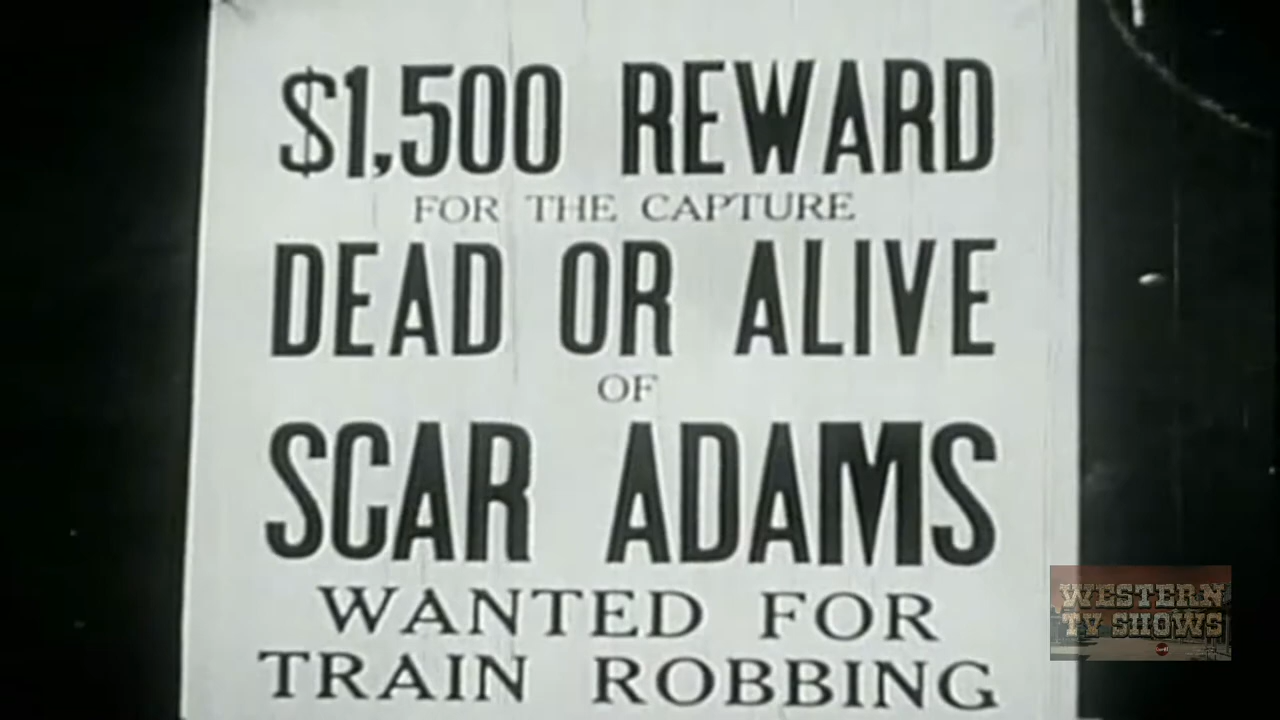 $1,500 REWARD
FOR THE CAPTURE
DEAD OR ALIVE
OF
SCAR ADAMS
WANTED FOR
TRAIN ROBBING
WESTERN
TV SHOWS